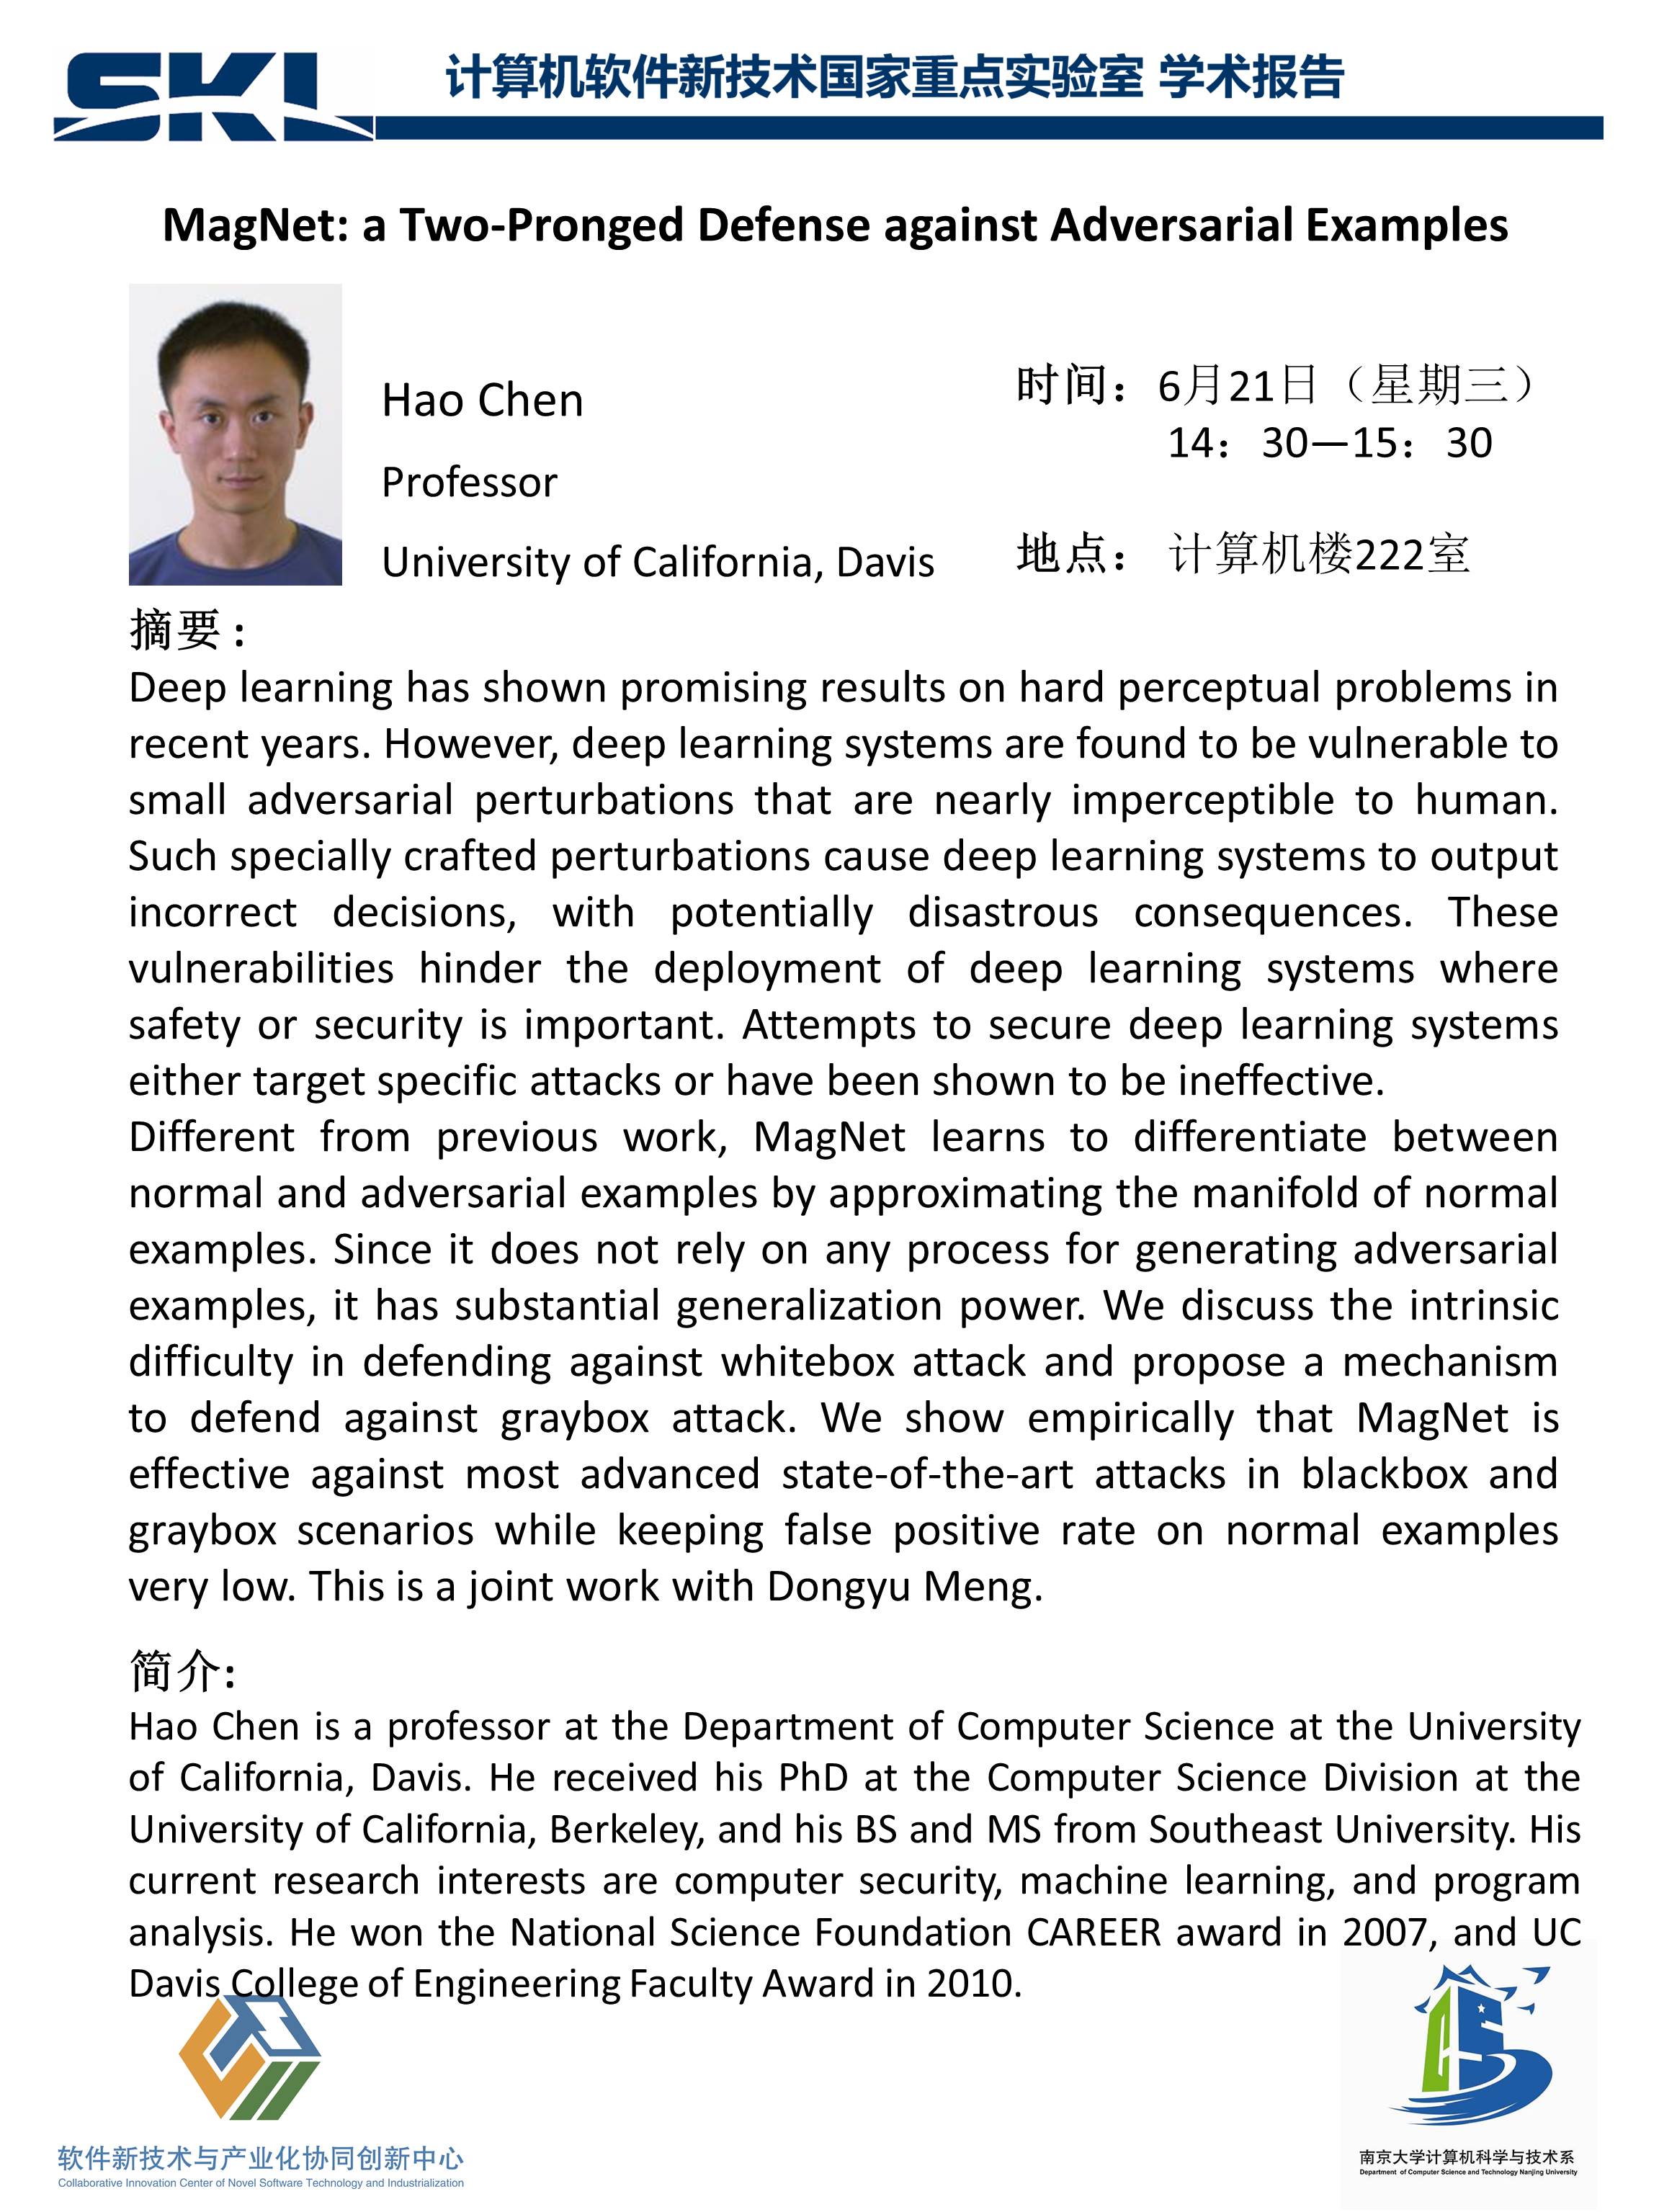 SKL
计算机软件新技术国家重点实验室 学术报告
MagNet: a Two-Pronged Defense against Adversarial Examples
Hao Chen
Professor
University of California, Davis
时间：6月21日（星期三）
14：30—15：30
地点： 计算机楼222室
摘要：
Deep learning has shown promising results on hard perceptual problems in
recent years. However, deep learning systems are found to be vulnerable to
small adversarial perturbations that are nearly imperceptible to human.
Such specially crafted perturbations cause deep learning systems to output
incorrect decisions, with potentially disastrous consequences. These
vulnerabilities hinder the deployment of deep learning systems where
safety or security is important. Attempts to secure deep learning systems
either target specific attacks or have been shown to be ineffective.
Different from previous work, MagNet learns to differentiate between
normal and adversarial examples by approximating the manifold of normal
examples. Since it does not rely on any process for generating adversarial
examples, it has substantial generalization power. We discuss the intrinsic
difficulty in defending against whitebox attack and propose a mechanism
to defend against graybox attack. We show empirically that MagNet is
effective against most advanced state-of-the-art attacks in blackbox and
graybox scenarios while keeping false positive rate on normal examples
very low. This is a joint work with Dongyu Meng.
简介:
Hao Chen is a professor at the Department of Computer Science at the University
of California, Davis. He received his PhD at the Computer Science Division at the
University of California, Berkeley, and his BS and MS from Southeast University. His
current research interests are computer security, machine learning, and program
analysis. He won the National Science Foundation CAREER award in 2007, and UC
Davis College of Engineering Faculty Award in 2010.
软件新技术与产业化协同创新中心
Collaborative Innovation Center of Novel Software Technology and Industrialization
南京大学计算机科学与技术系
Department of Computer Science and Technology Nanjing University